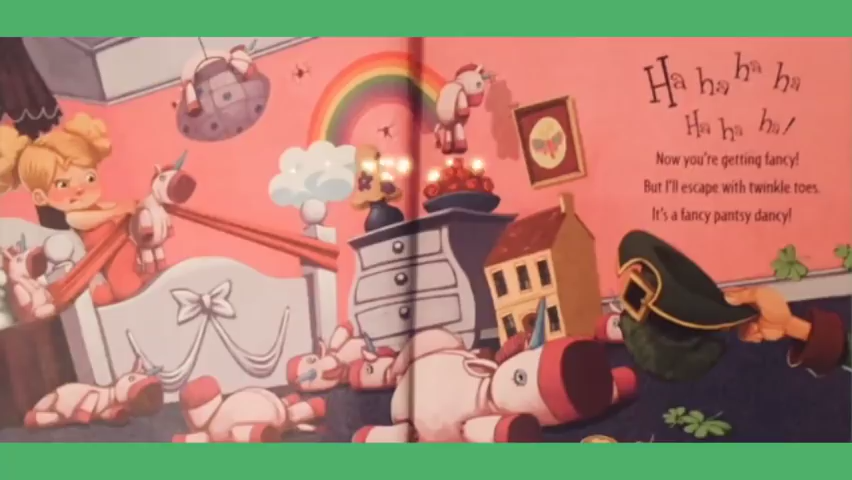 Ha ha ha ha
Ha ha ha!
Now you're getting fancy!
But I'll escape with twinkle toes.
It's a fancy pantsy dancy!